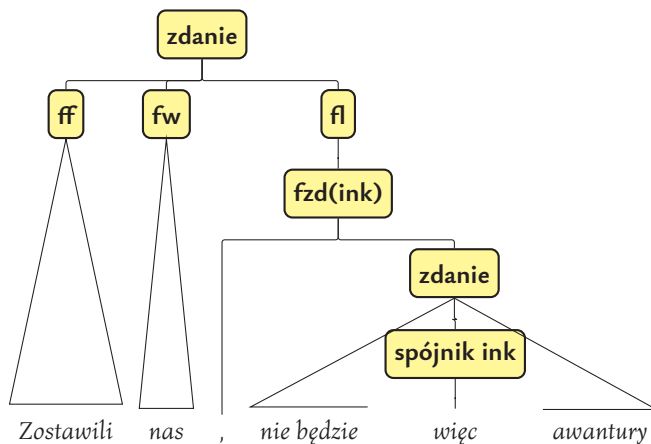 zdanie
ff fw fl
fzd(ink)
zdanie
spójnik ink
Zostawili nas , nie będzie więc awantury